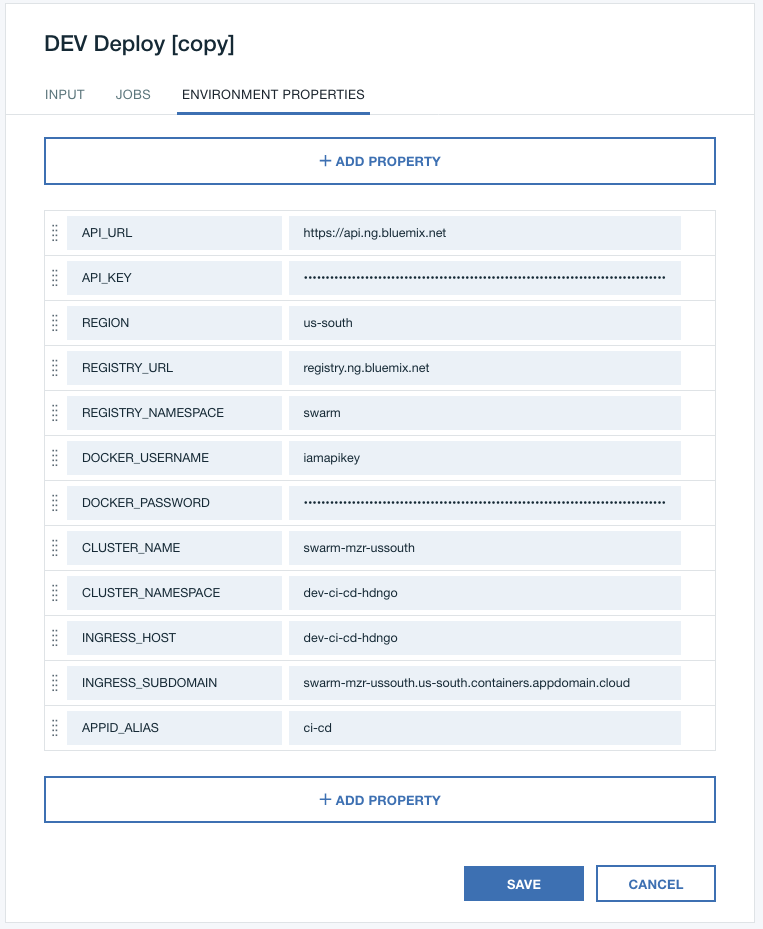 DEV Deploy [copy]
INPUT JOBS ENVIRONMENT PROPERTIES
+ ADD PROPERTY
API_URL https://api.ng.bluemix.net
API_KEY
REGION us-south
REGISTRY_URL registry.ng.bluemix.net
REGISTRY_NAMESPACE swarm
DOCKER_USERNAME iamapikey
DOCKER_PASSWORD
CLUSTER_NAME swarm-mzr-ussouth
CLUSTER_NAMESPACE dev-ci-cd-hdngo
INGRESS_HOST dev-ci-cd-hdngo
INGRESS_SUBDOMAIN swarm-mzr-ussouth.us-south.containers.appdomain.cloud
APPID_ALIAS ci-cd
+ ADD PROPERTY
SAVE CANCEL